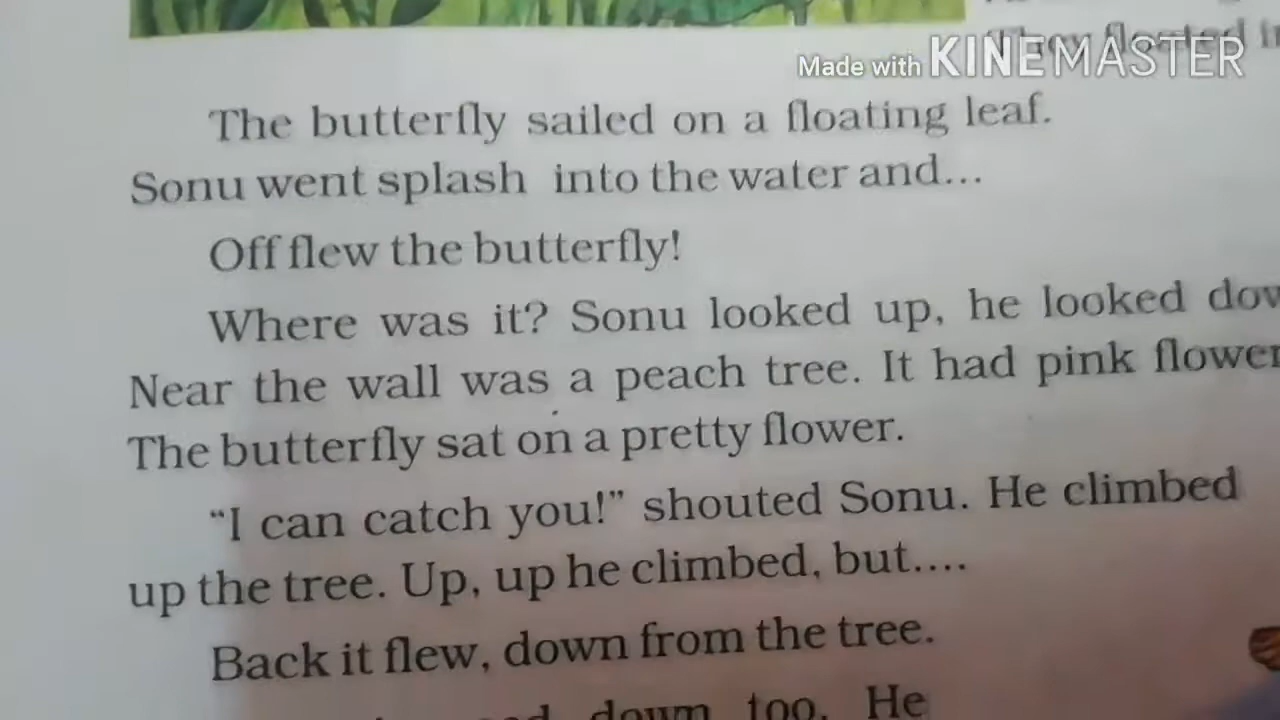 Made with KINEMASTER
The butterfly sailed on a floating leaf.
Sonu went splash into the water and...
Off flew the butterfly!
Where was it? Sonu looked up, he looked
Near the wall was a peach tree. It had pink
The butterfly sat on a pretty flower.
“I can catch you!” shouted Sonu. He climbed
up the tree. Up, up he climbed, but....
Back it flew, down from the tree.
down too. He